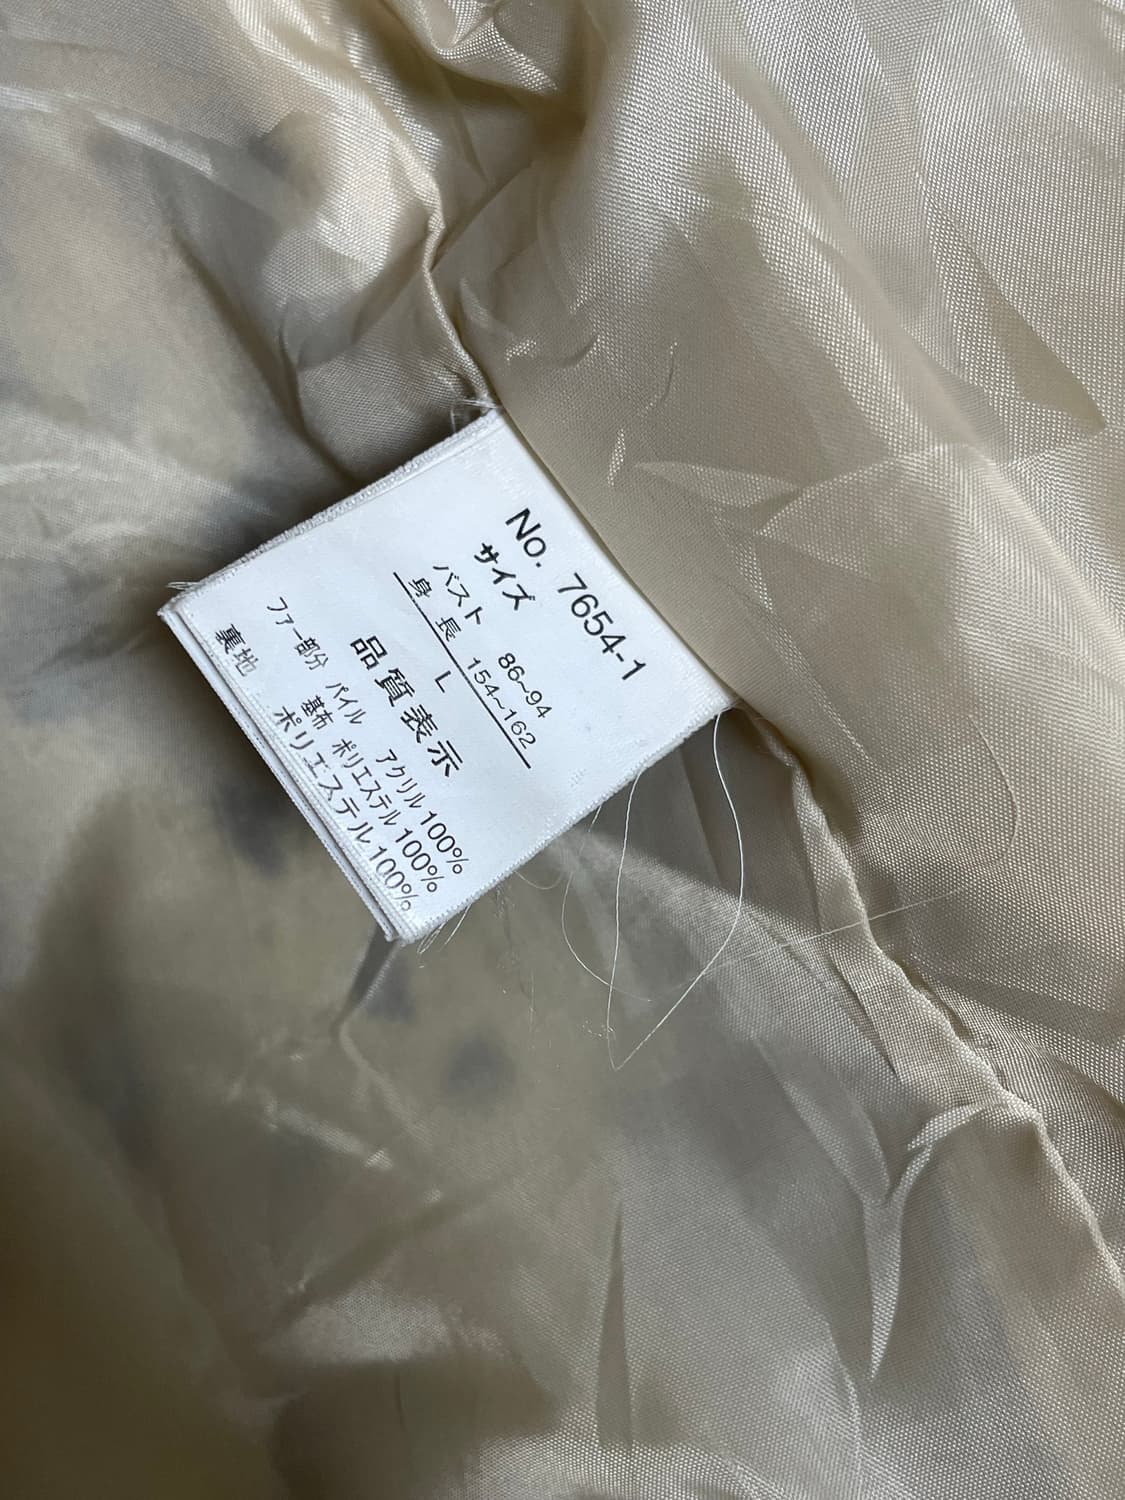 No. 7654-1
サイズ
バスト 86~94
身長 154~162
L
品質表示
ファー部分 パイル アクリル100%
基布 ポリエステル100%
裏地 ポリエステル100%